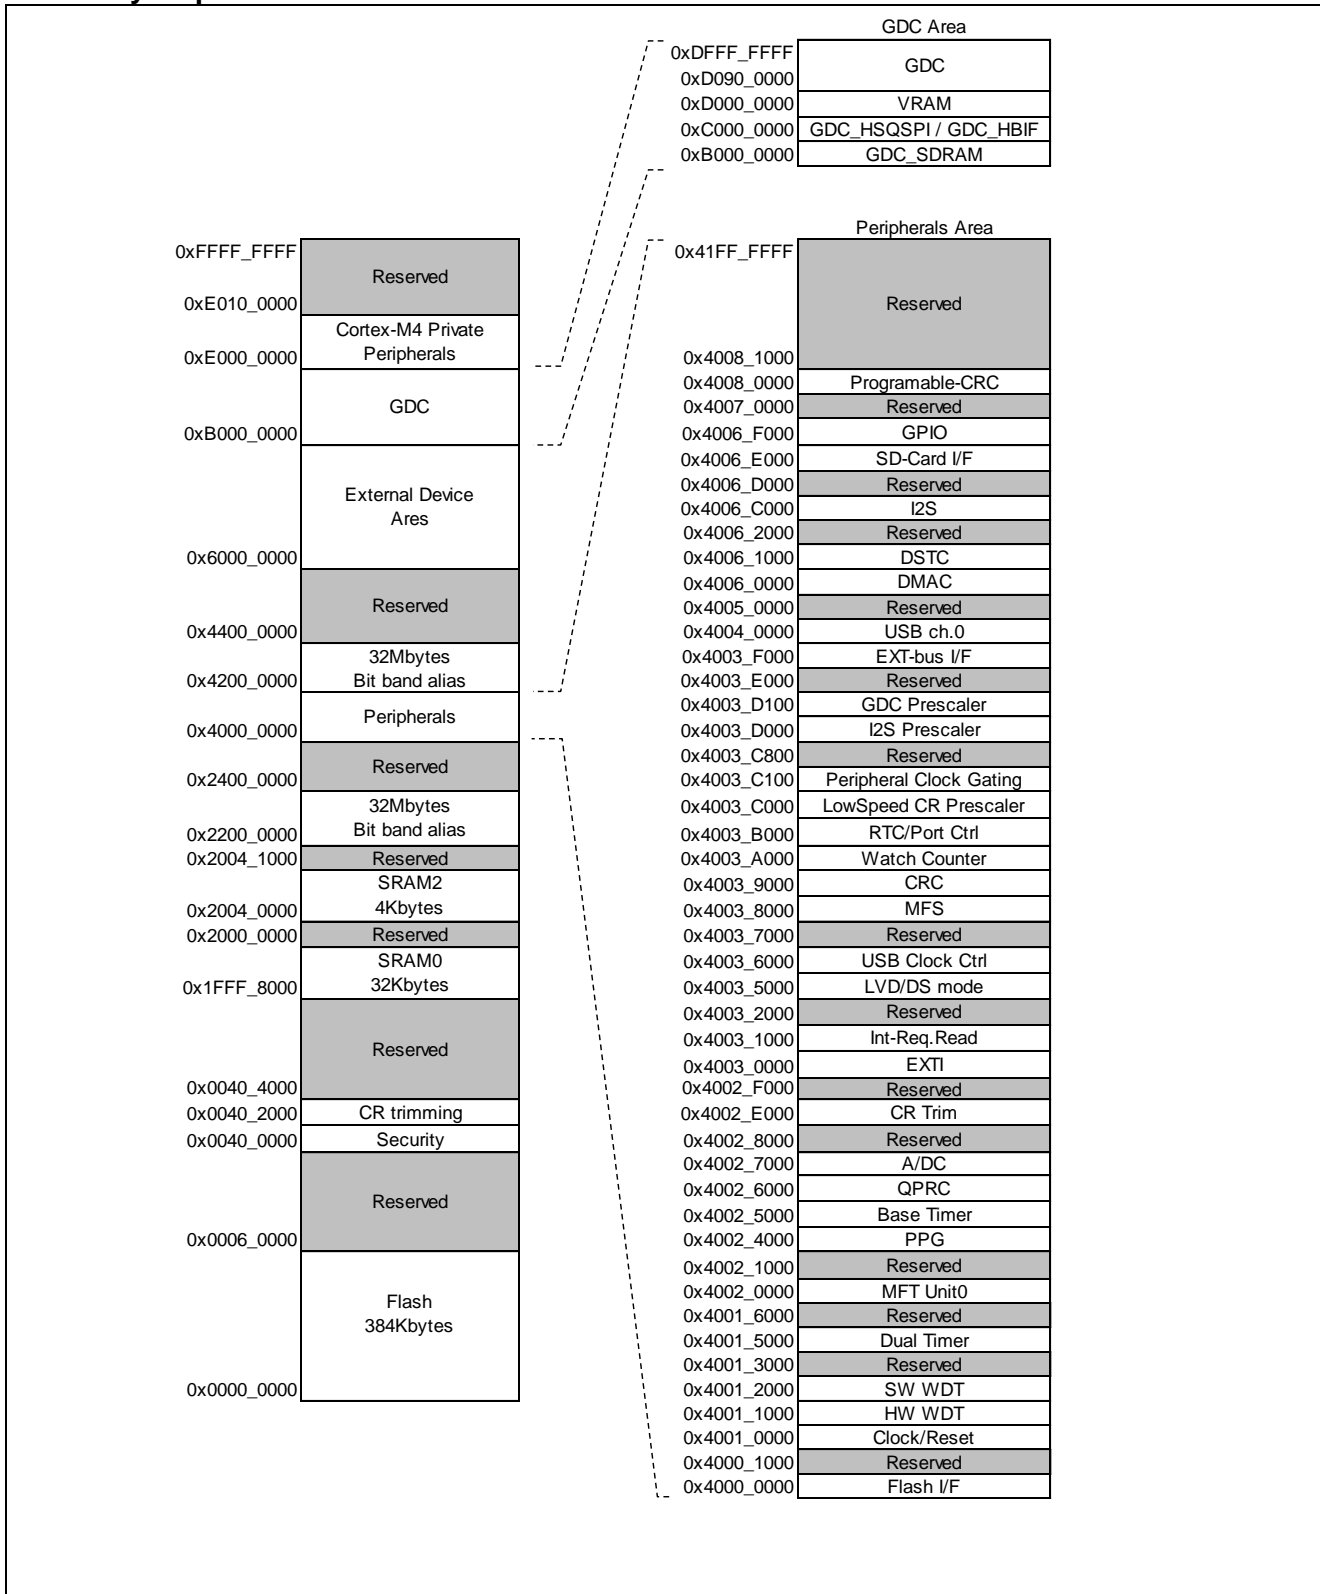 GDC Area
0xDFFF_FFFF
GDC
0xD090_0000
0xD000_0000 VRAM
0xC000_0000 GDC_HSQSPI / GDC_HBIF
0xB000_0000 GDC_SDRAM
0xFFFF_FFFF
Reserved
0xE010_0000
Cortex-M4 Private
0xE000_0000 Peripherals
GDC
0xB000_0000
External Device
Ares
0x6000_0000
Reserved
0x4400_0000
32Mbytes
0x4200_0000 Bit band alias
Peripherals
0x4000_0000
Reserved
0x2400_0000
32Mbytes
0x2200_0000 Bit band alias
0x2004_1000 Reserved
SRAM2
0x2004_0000 4Kbytes
0x2000_0000 Reserved
SRAM0
0x1FFF_8000 32Kbytes
Reserved
0x0040_4000
0x0040_2000 CR trimming
0x0040_0000 Security
Reserved
0x0006_0000
Flash
384Kbytes
0x0000_0000
Peripherals Area
0x41FF_FFFF
Reserved
0x4008_1000
0x4008_0000 Programable-CRC
0x4007_0000 Reserved
0x4006_F000 GPIO
0x4006_E000 SD-Card I/F
0x4006_D000 Reserved
0x4006_C000 I2S
0x4006_2000 Reserved
0x4006_1000 DSTC
0x4006_0000 DMAC
0x4005_0000 Reserved
0x4004_0000 USB ch.0
0x4003_F000 EXT-bus I/F
0x4003_E000 Reserved
0x4003_D100 GDC Prescaler
0x4003_D000 I2S Prescaler
0x4003_C800 Reserved
0x4003_C100 Peripheral Clock Gating
0x4003_C000 LowSpeed CR Prescaler
0x4003_B000 RTC/Port Ctrl
0x4003_A000 Watch Counter
0x4003_9000 CRC
0x4003_8000 MFS
0x4003_7000 Reserved
0x4003_6000 USB Clock Ctrl
0x4003_5000 LVD/DS mode
0x4003_2000 Reserved
0x4003_1000 Int-Req.Read
0x4003_0000 EXTI
0x4002_F000 Reserved
0x4002_E000 CR Trim
0x4002_8000 Reserved
0x4002_7000 A/DC
0x4002_6000 QPRC
0x4002_5000 Base Timer
0x4002_4000 PPG
0x4002_1000 Reserved
0x4002_0000 MFT Unit0
0x4001_6000 Reserved
0x4001_5000 Dual Timer
0x4001_3000 Reserved
0x4001_2000 SW WDT
0x4001_1000 HW WDT
0x4001_0000 Clock/Reset
0x4000_1000 Reserved
0x4000_0000 Flash I/F